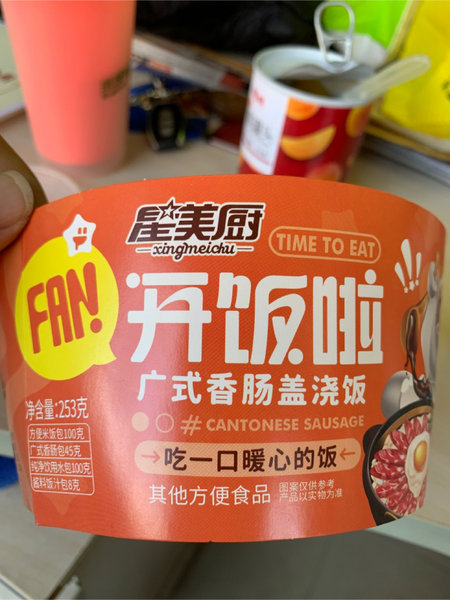 星美厨
xingmeichu
TIME TO EAT
FAN!
开饭啦
广式香肠盖浇饭
# CANTONESE SAUSAGE
净含量:253克
方便米饭包100克
广式香肠包45克
纯净饮用水包100克
酱料饭汁包8克
吃一口暖心的饭
其他方便食品
图案仅供参考
产品以实物为准